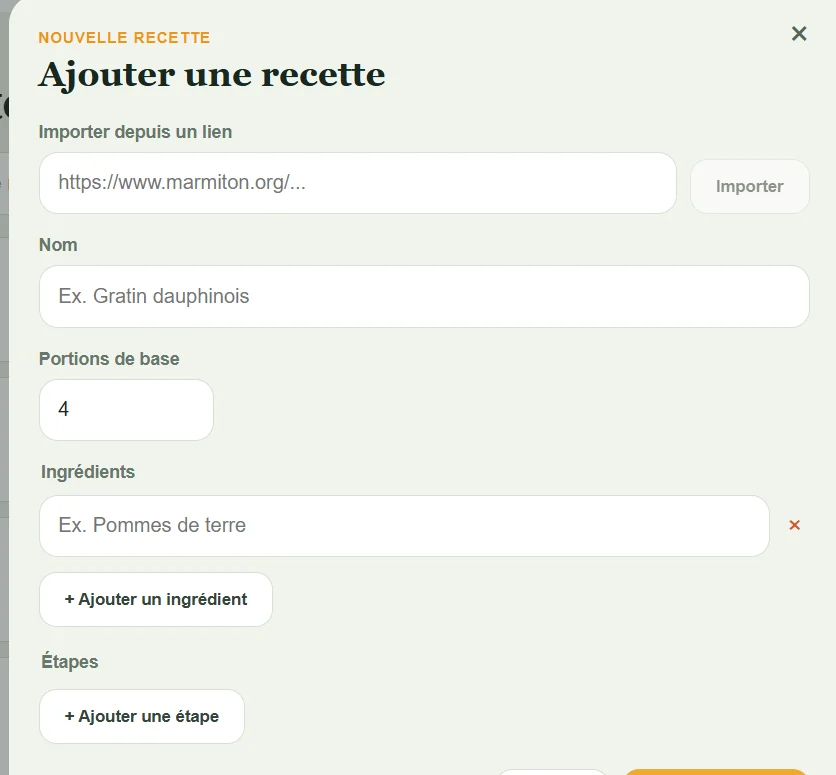 NOUVELLE RECETTE
Ajouter une recette
Importer depuis un lien
https://www.marmiton.org/...
Importer
Nom
Ex. Gratin dauphinois
Portions de base
4
Ingrédients
Ex. Pommes de terre
+ Ajouter un ingrédient
Étapes
+ Ajouter une étape